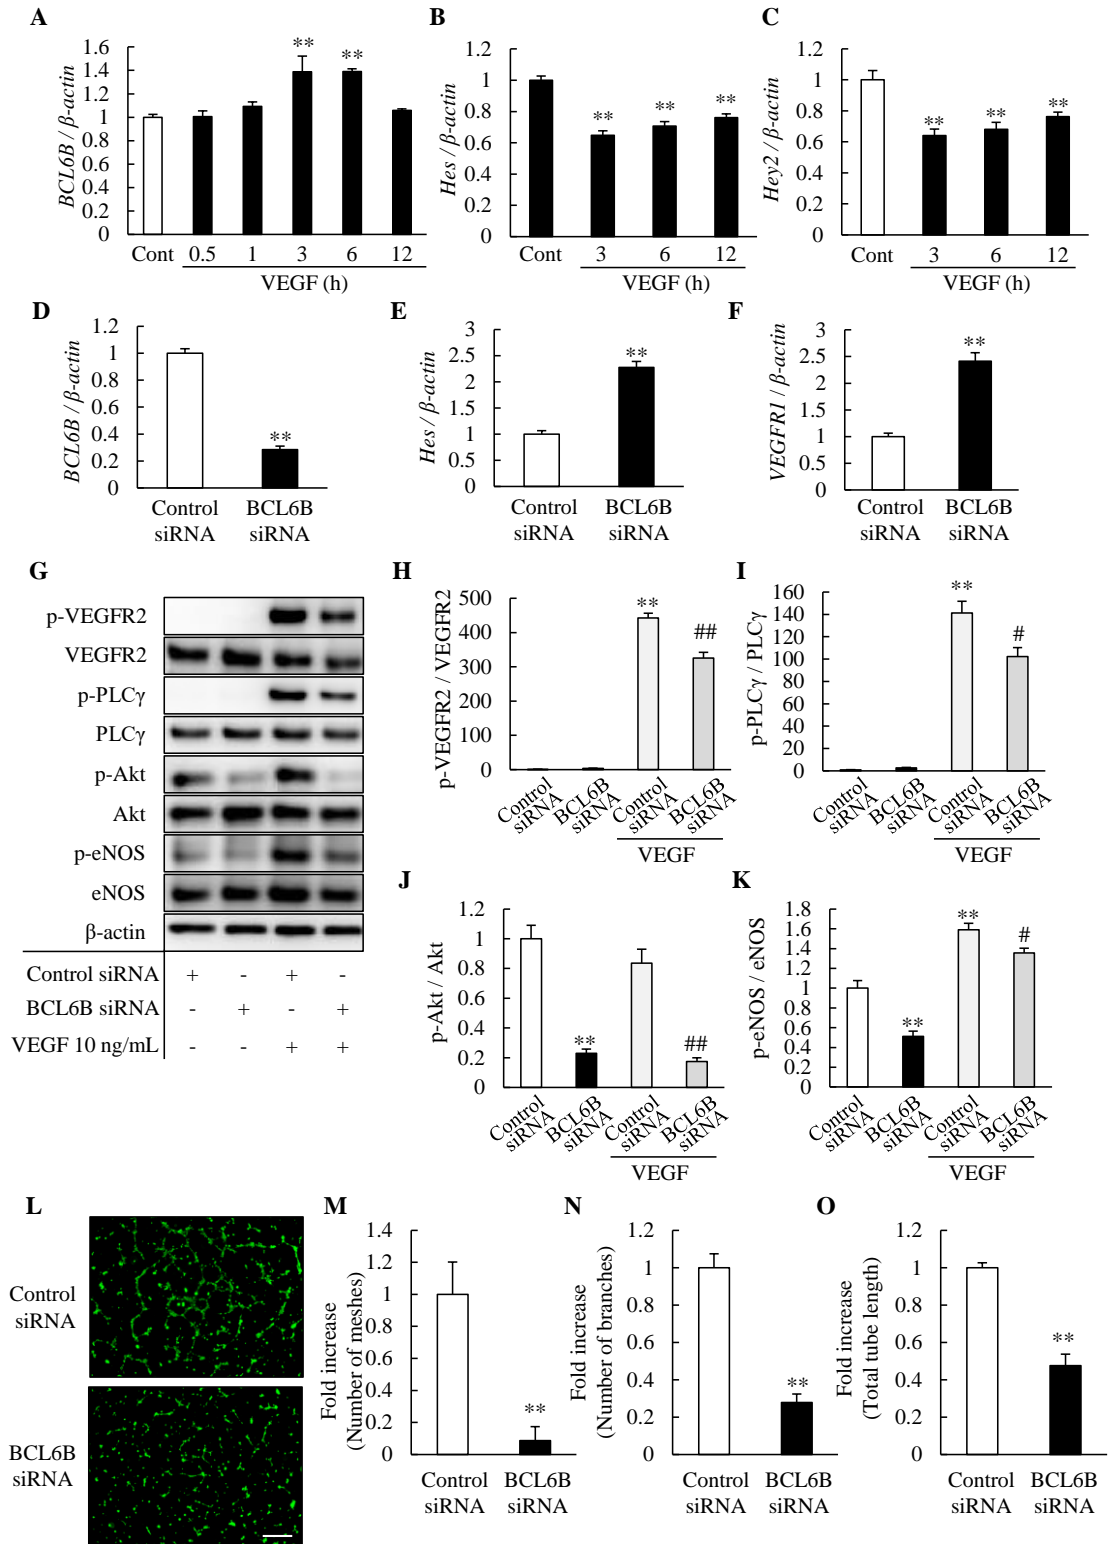 A
BCL6B / β-actin
1.6
1.4
1.2
1
0.8
0.6
0.4
0.2
0
** **
Cont 0.5 1 3 6 12
VEGF (h)
B
Hes / β-actin
1.2
1
0.8
0.6
0.4
0.2
0
** ** **
Cont 3 6 12
VEGF (h)
C
Hey2 / β-actin
1.2
1
0.8
0.6
0.4
0.2
0
** ** **
Cont 3 6 12
VEGF (h)
D
BCL6B / β-actin
1.2
1
0.8
0.6
0.4
0.2
0
**
Control BCL6B
siRNA siRNA
E
Hes / β-actin
3
2.5
2
1.5
1
0.5
0
**
Control BCL6B
siRNA siRNA
F
VEGFR1 / β-actin
3
2.5
2
1.5
1
0.5
0
**
Control BCL6B
siRNA siRNA
G
p-VEGFR2
VEGFR2
p-PLCγ
PLCγ
p-Akt
Akt
p-eNOS
eNOS
β-actin
Control siRNA + - + -
BCL6B siRNA - + - +
VEGF 10 ng/mL - - + +
H
p-VEGFR2 / VEGFR2
500
400
300
200
100
0
** ##
Control siRNA
BCL6B siRNA
Control siRNA
BCL6B siRNA
VEGF
I
p-PLCγ / PLCγ
160
140
120
100
80
60
40
20
0
** #
Control siRNA
BCL6B siRNA
Control siRNA
BCL6B siRNA
VEGF
J
p-Akt / Akt
1.2
1
0.8
0.6
0.4
0.2
0
** ##
Control siRNA
BCL6B siRNA
Control siRNA
BCL6B siRNA
VEGF
K
p-eNOS / eNOS
1.8
1.6
1.4
1.2
1
0.8
0.6
0.4
0.2
0
** ** #
Control siRNA
BCL6B siRNA
Control siRNA
BCL6B siRNA
VEGF
L
Control
siRNA
BCL6B
siRNA
M
Fold increase
(Number of meshes)
1.4
1.2
1
0.8
0.6
0.4
0.2
0
**
Control BCL6B
siRNA siRNA
N
Fold increase
(Number of branches)
1.2
1
0.8
0.6
0.4
0.2
0
**
Control BCL6B
siRNA siRNA
O
Fold increase
(Total tube length)
1.2
1
0.8
0.6
0.4
0.2
0
**
Control BCL6B
siRNA siRNA